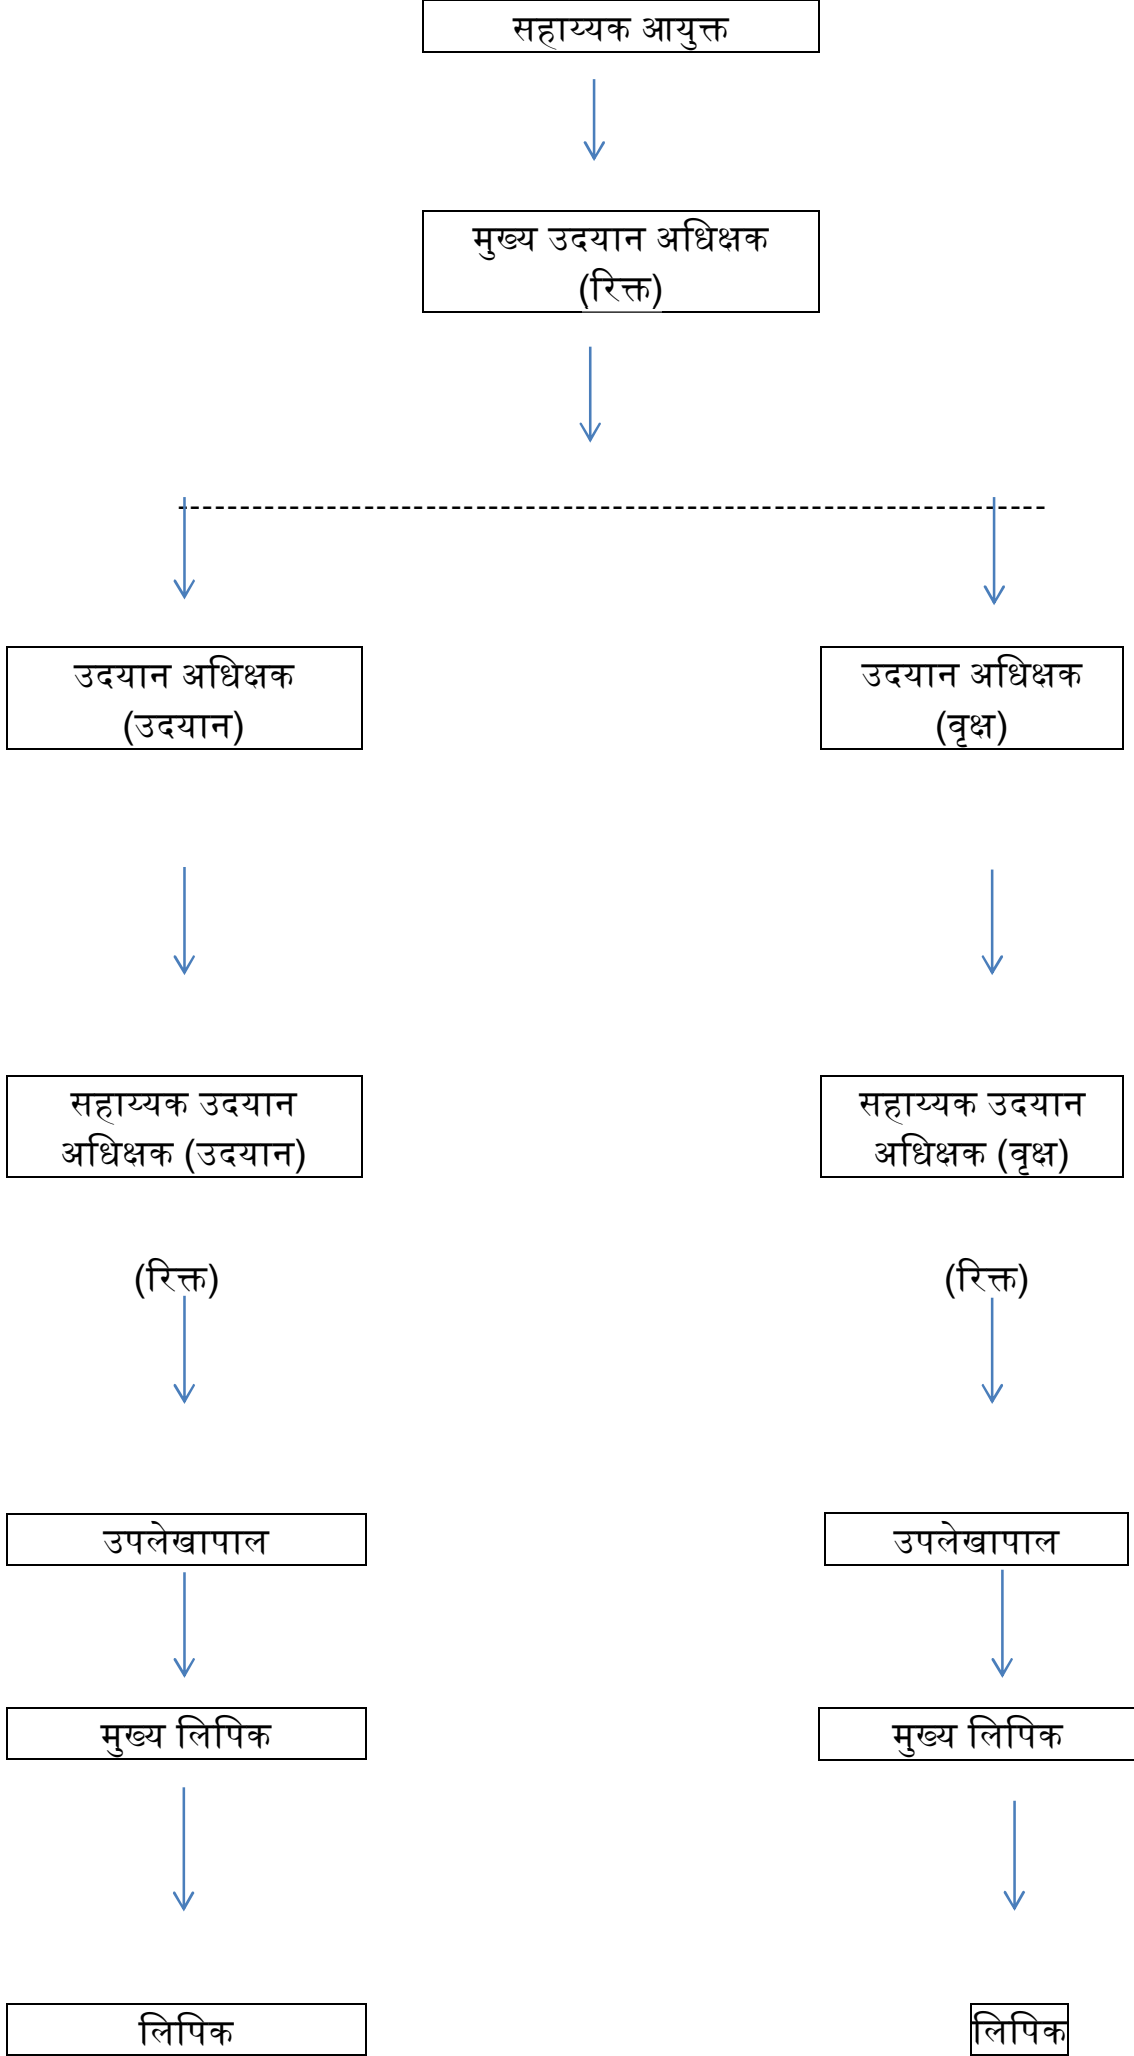 सहाय्यक आयुक्त
मुख्य उदयान अधिक्षक
(रिक्त)
उदयान अधिक्षक
(उदयान)
उदयान अधिक्षक
(वृक्ष)
सहाय्यक उदयान
अधिक्षक (उदयान)
सहाय्यक उदयान
अधिक्षक (वृक्ष)
(रिक्त)
(रिक्त)
उपलेखापाल
उपलेखापाल
मुख्य लिपिक
मुख्य लिपिक
लिपिक
लिपिक